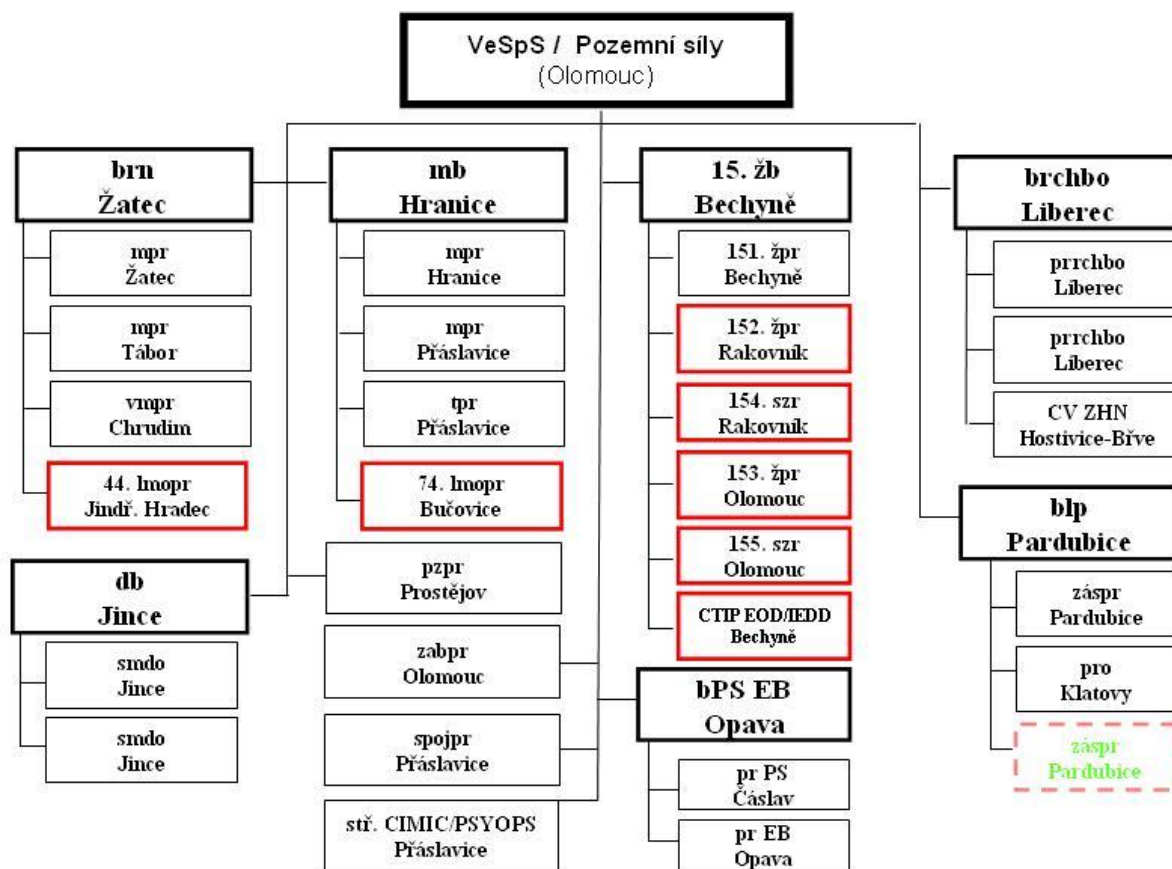 VeSpS / Pozemní síly
(Olomouc)
brn
Žatec
mpr
Žatec
mpr
Tábor
vmpr
Chrudim
44. lmopr
Jindř. Hradec
db
Jince
smdo
Jince
smdo
Jince
mb
Hranice
mpr
Hranice
mpr
Přáslavice
tpr
Přáslavice
74. lmopr
Bučovice
pzpr
Prostějov
zabpr
Olomouc
spojpr
Přáslavice
stř. CIMIC/PSYOPS
Přáslavice
15. žb
Bechyně
151. žpr
Bechyně
152. žpr
Rakovník
154. szr
Rakovník
153. žpr
Olomouc
155. szr
Olomouc
CTIP EOD/IEDD
Bechyně
bPS EB
Opava
pr PS
Čáslav
pr EB
Opava
brchbo
Liberec
prrchbo
Liberec
prrchbo
Liberec
CV ZHN
Hostivice-Břve
blp
Pardubice
záspr
Pardubice
pro
Klatovy
záspr
Pardubice